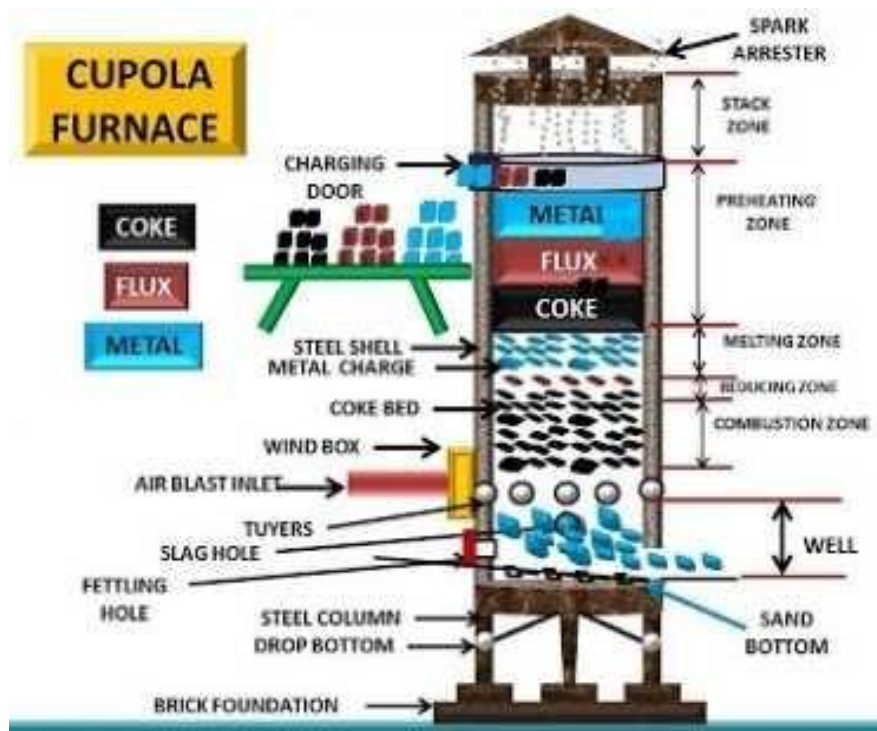 CUPOLA
FURNACE
SPARK
ARRESTER
STACK
ZONE
CHARGING
DOOR
PREHEATING
ZONE
COKE
FLUX
METAL
METAL
FLUX
COKE
STEEL SHELL
METAL CHARGE
MELTING ZONE
REDUCING ZONE
COKE BED
COMBUSTION ZONE
WIND BOX
AIR BLAST INLET
TUYERS
SLAG HOLE
WELL
FETTLING
HOLE
STEEL COLUMN
DROP BOTTOM
SAND
BOTTOM
BRICK FOUNDATION